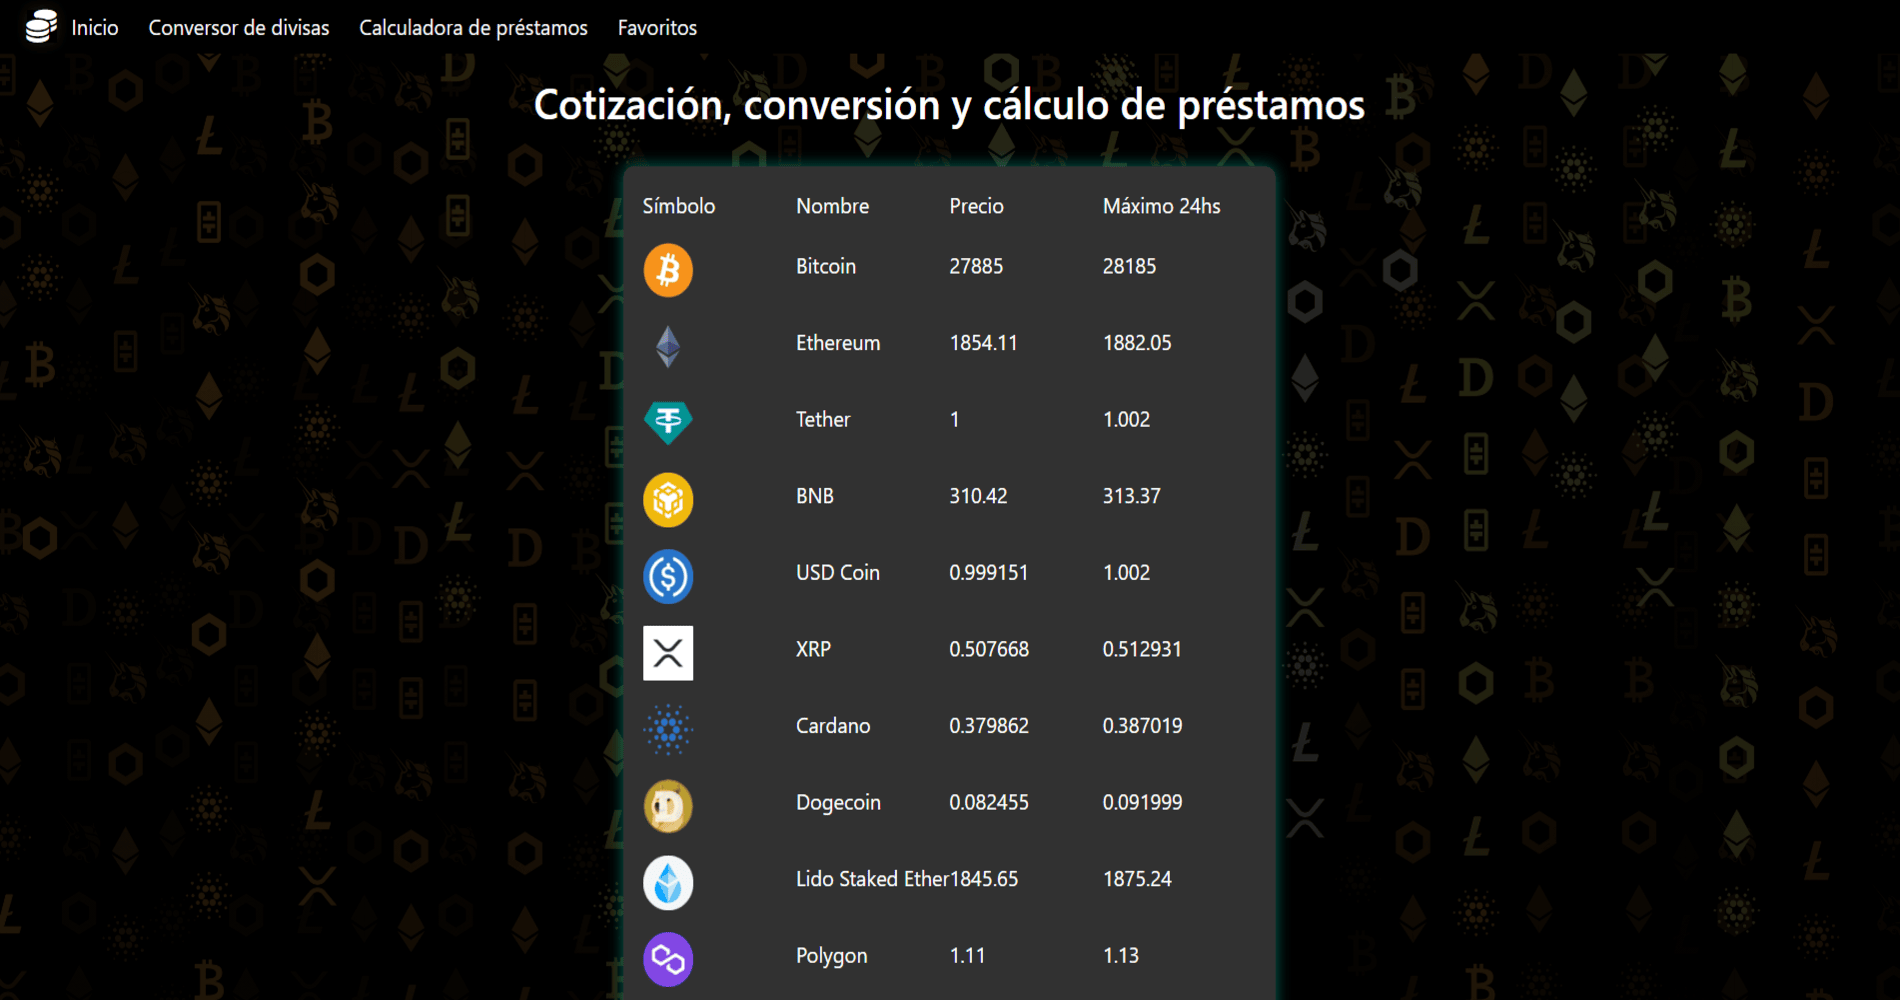 Inicio Conversor de divisas Calculadora de préstamos Favoritos
Cotización, conversión y cálculo de préstamos
Símbolo Nombre Precio Máximo 24hs
Bitcoin 27885 28185
Ethereum 1854.11 1882.05
Tether 1 1.002
BNB 310.42 313.37
USD Coin 0.999151 1.002
XRP 0.507668 0.512931
Cardano 0.379862 0.387019
Dogecoin 0.082455 0.091999
Lido Staked Ether 1845.65 1875.24
Polygon 1.11 1.13